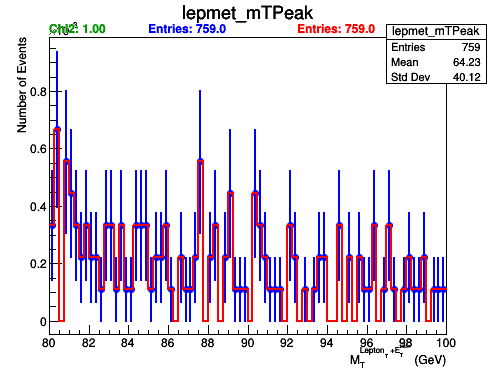 lepmet_mTPeak
Chi2: 1.00
Entries: 759.0
Entries: 759.0
lepmet_mTPeak
Entries 759
Mean 64.23
Std Dev 40.12
Number of Events
0.8
0.6
0.4
0.2
0
80 82 84 86 88 90 92 94 96 98 100
M_T^Lepton_T+E_T (GeV)